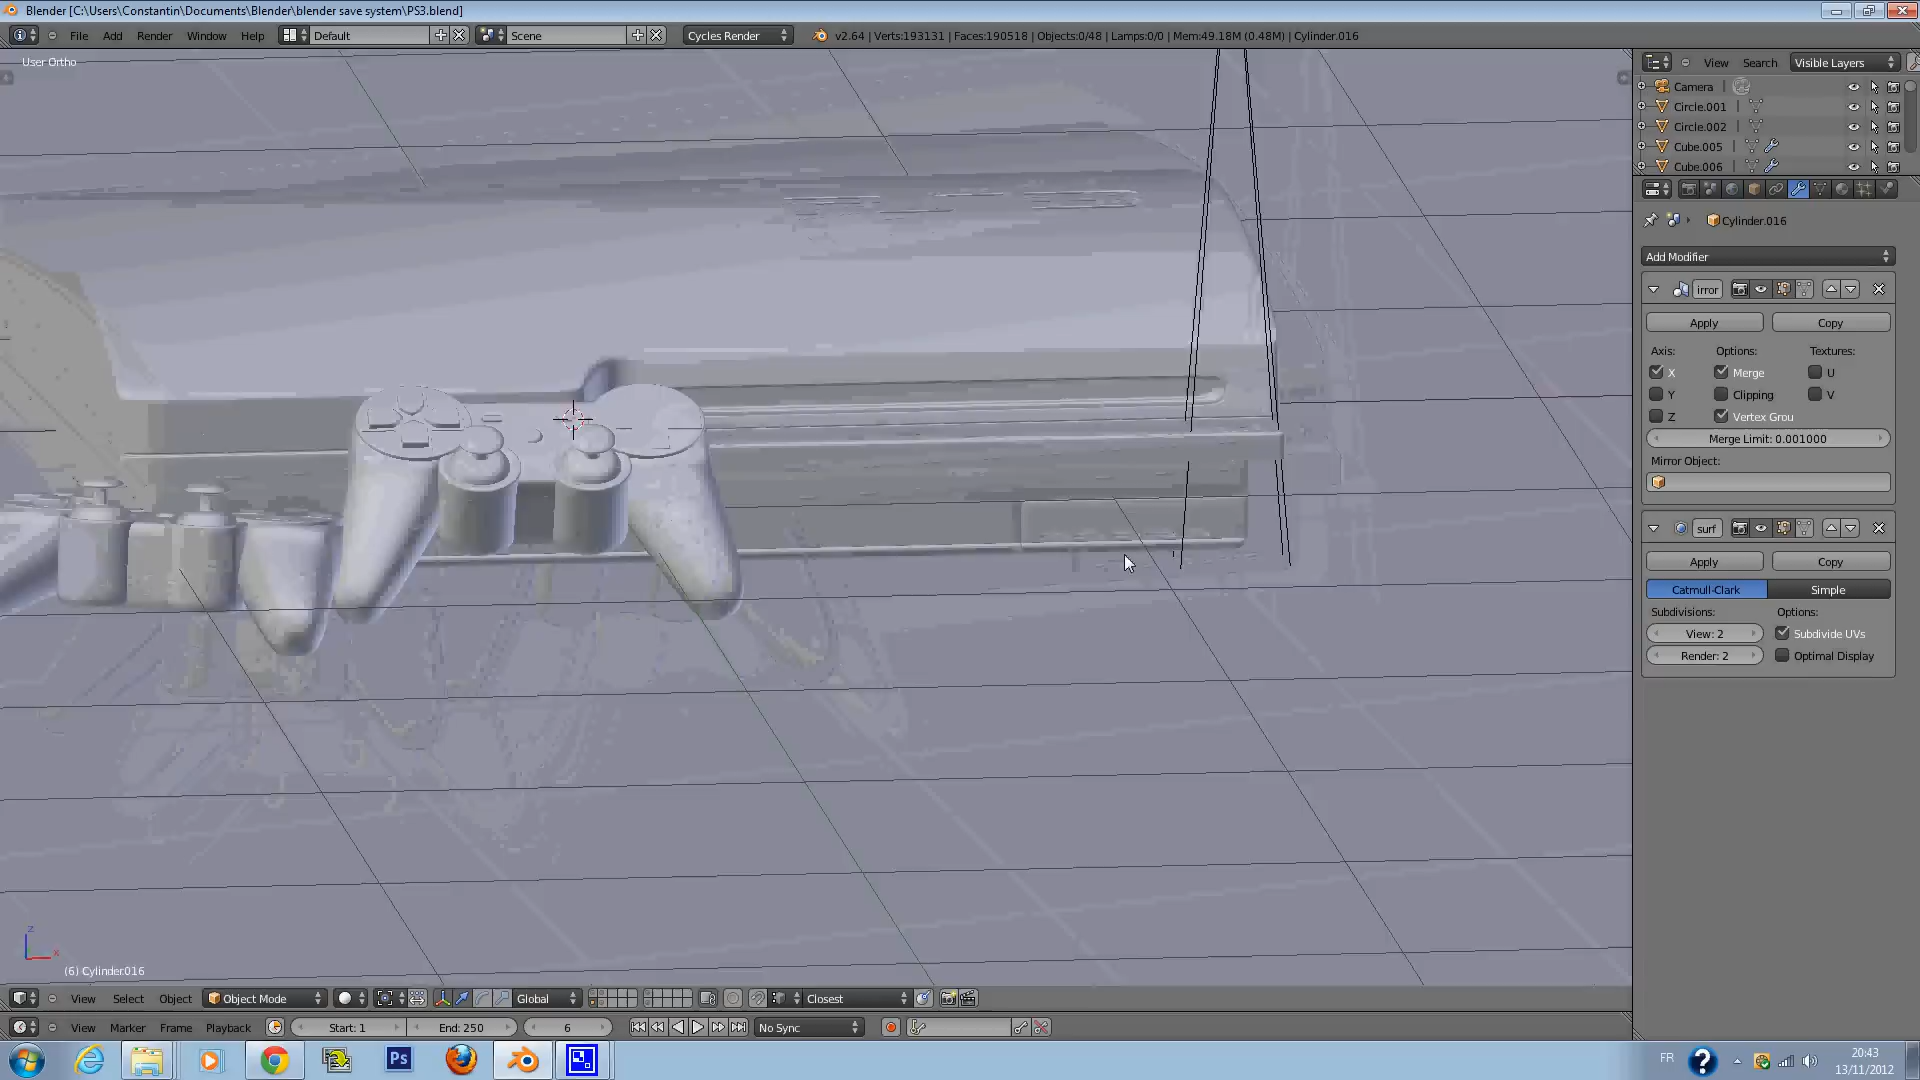 Blender [C:\Users\Constantin\Documents\Blender\blender save system\PS3.blend]
File Add Render Window Help Default Scene Cycles Render v2.64 | Verts:193131 | Faces:190518 | Objects:0/48 | Lamps:0/0 | Mem:49.18M (0.48M) | Cylinder.016
User Ortho
View Search Visible Layers
Camera
Circle.001
Circle.002
Cube.005
Cube.006
Cylinder.016
Add Modifier
irror
Apply Copy
Axis: Options: Textures:
X Merge U
Y Clipping V
Z Vertex Grou
Merge Limit: 0.001000
Mirror Object:
surf
Apply Copy
Catmull-Clark Simple
Subdivisions: Options:
View: 2 Subdivide UVs
Render: 2 Optimal Display
z
x
(6) Cylinder.016
View Select Object Object Mode Global Closest
View Marker Frame Playback Start: 1 End: 250 6 No Sync
Ps
FR
?
20:43
13/11/2012